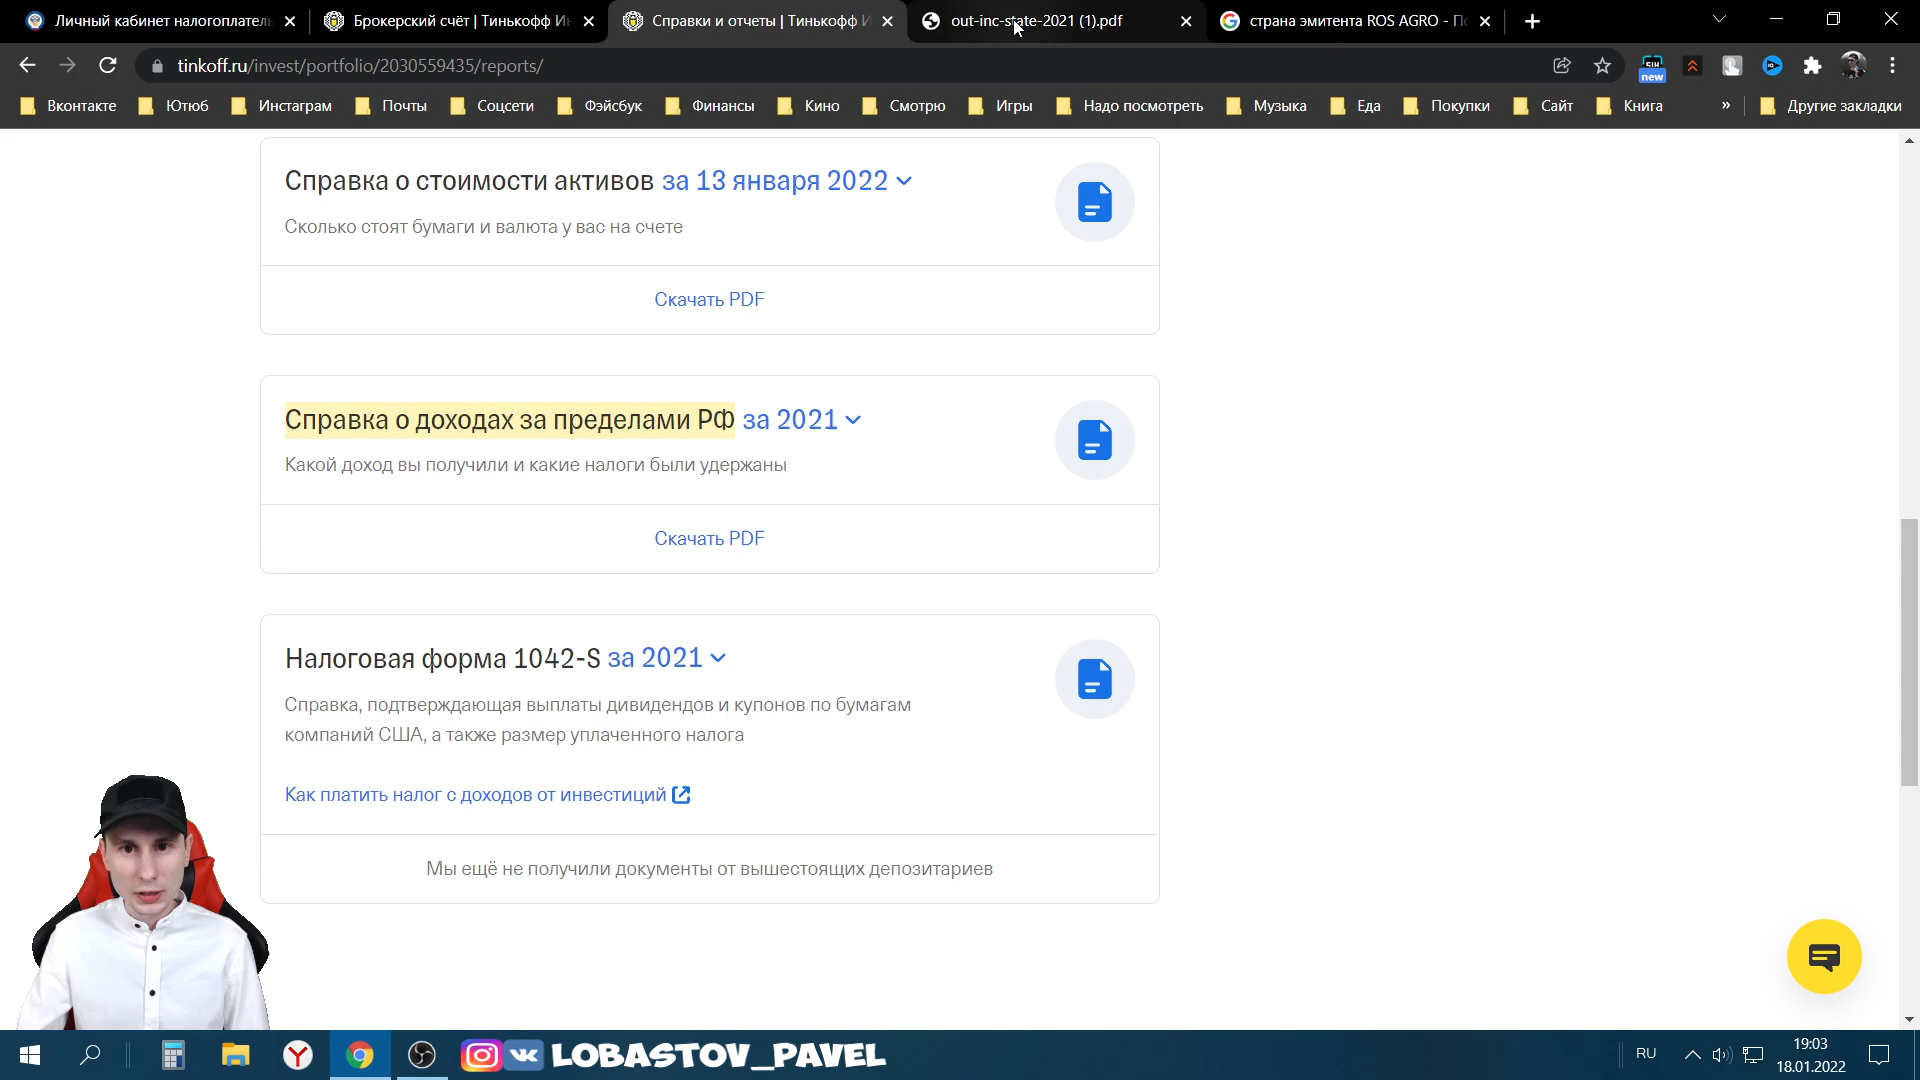 Личный кабинет налогоплатель
Брокерский счёт | Тинькофф Ин
Справки и отчеты | Тинькофф И
out-inc-state-2021 (1).pdf
страна эмитента ROS AGRO - По
tinkoff.ru/invest/portfolio/2030559435/reports/
new
Вконтакте
Ютюб
Инстаграм
Почты
Соцсети
Фэйсбук
Финансы
Кино
Смотрю
Игры
Надо посмотреть
Музыка
Еда
Покупки
Сайт
Книга
»
Другие закладки
Справка о стоимости активов за 13 января 2022
Сколько стоят бумаги и валюта у вас на счете
Скачать PDF
Справка о доходах за пределами РФ за 2021
Какой доход вы получили и какие налоги были удержаны
Скачать PDF
Налоговая форма 1042-S за 2021
Справка, подтверждающая выплаты дивидендов и купонов по бумагам
компаний США, а также размер уплаченного налога
Как платить налог с доходов от инвестиций
Мы ещё не получили документы от вышестоящих депозитариев
LOBASTOV_PAVEL
RU
19:03
18.01.2022